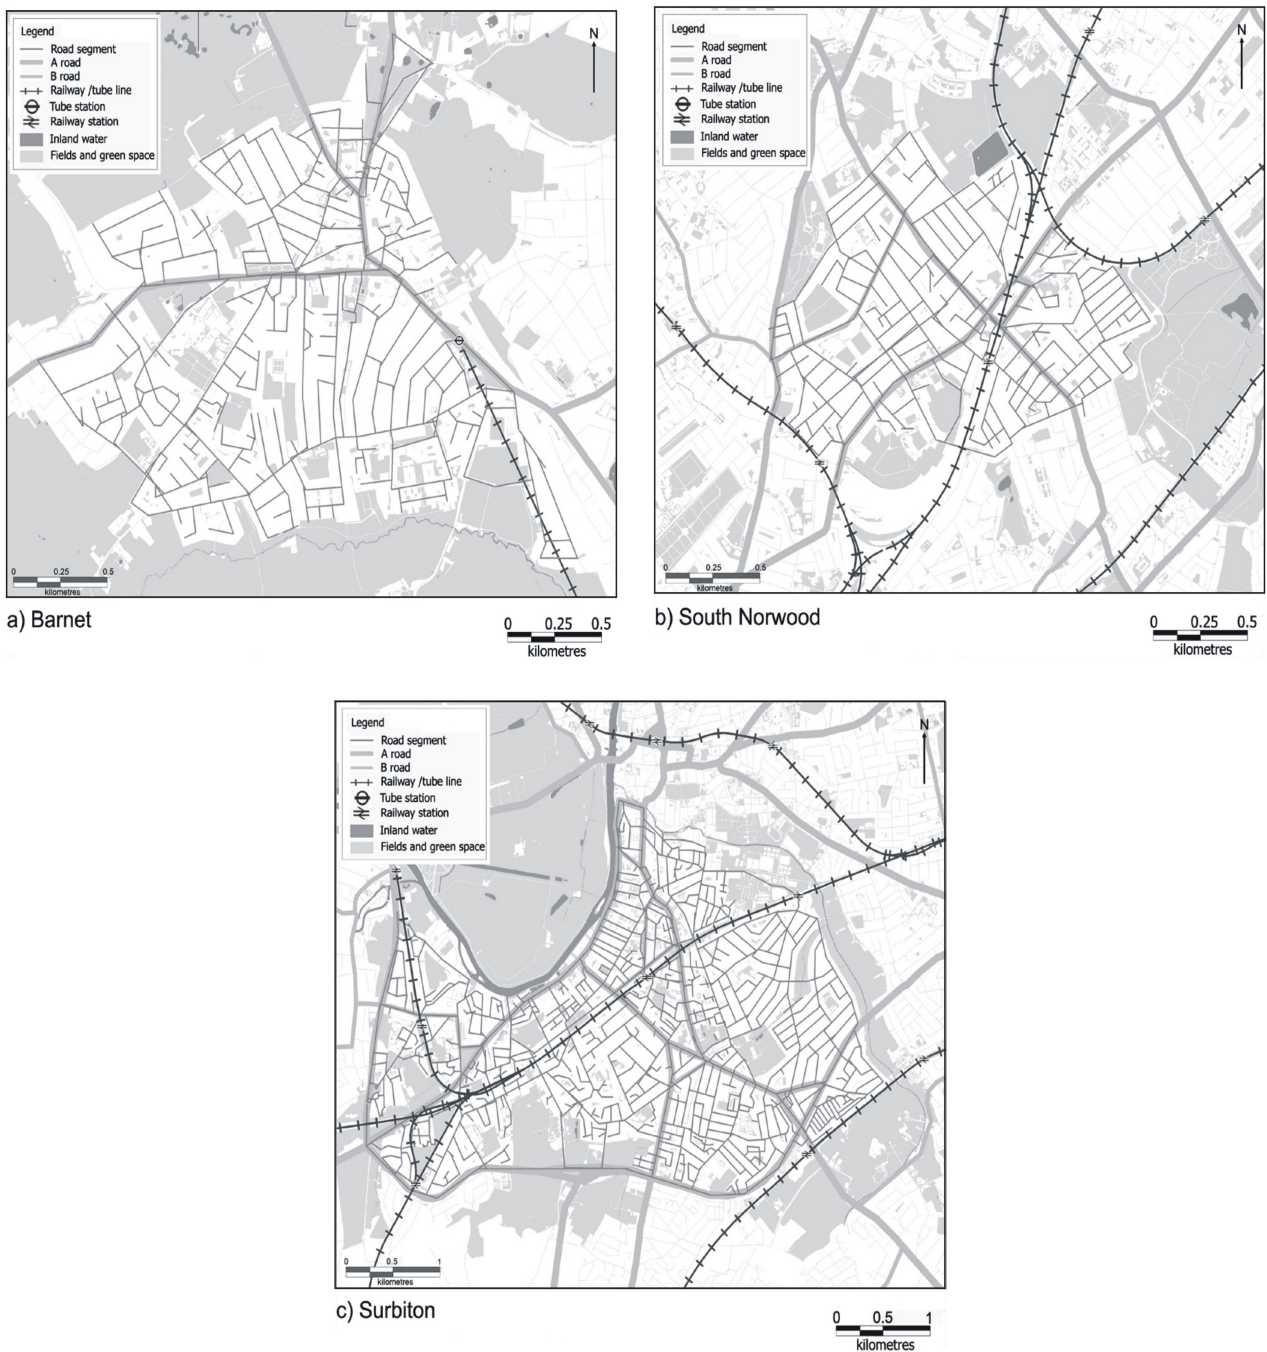 Legend
Road segment
A road
B road
Railway /tube line
Tube station
Railway station
Inland water
Fields and green space
N
0 0.25 0.5
kilometres
a) Barnet
0 0.25 0.5
kilometres
Legend
Road segment
A road
B road
Railway /tube line
Tube station
Railway station
Inland water
Fields and green space
N
0 0.25 0.5
kilometres
b) South Norwood
0 0.25 0.5
kilometres
Legend
Road segment
A road
B road
Railway /tube line
Tube station
Railway station
Inland water
Fields and green space
N
0 0.5 1
kilometres
c) Surbiton
0 0.5 1
kilometres